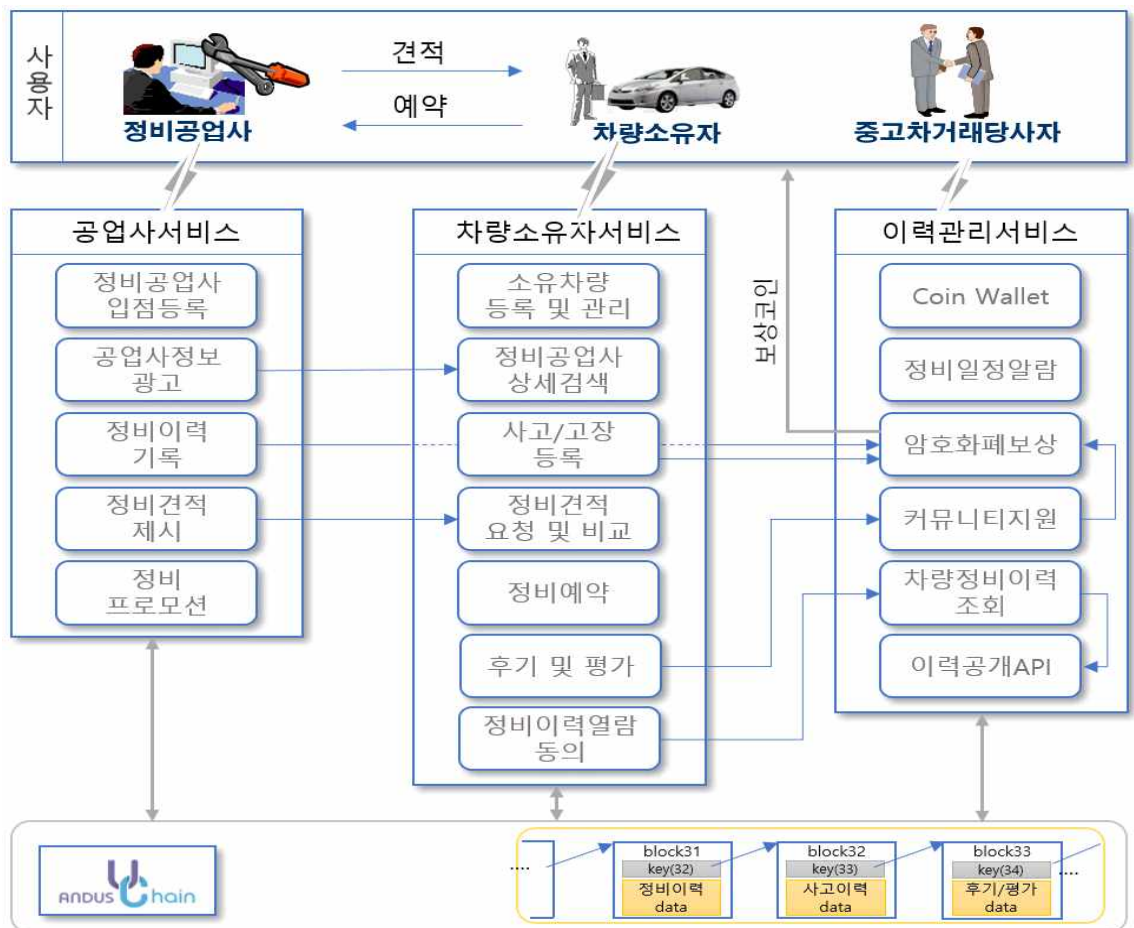 사용자
견적
예약
정비공업사
차량소유자
중고차거래당사자
공업사서비스
정비공업사
입점등록
공업사정보
광고
정비이력
기록
정비견적
제시
정비
프로모션
차량소유자서비스
소유차량
등록 및 관리
정비공업사
상세검색
사고/고장
등록
정비견적
요청 및 비교
정비예약
후기 및 평가
정비이력열람
동의
보상코인
이력관리서비스
Coin Wallet
정비일정알람
암호화폐보상
커뮤니티지원
차량정비이력
조회
이력공개API
ANDUS UChain
....
block31
key(32)
정비이력
data
block32
key(33)
사고이력
data
block33
key(34)
후기/평가
data
....